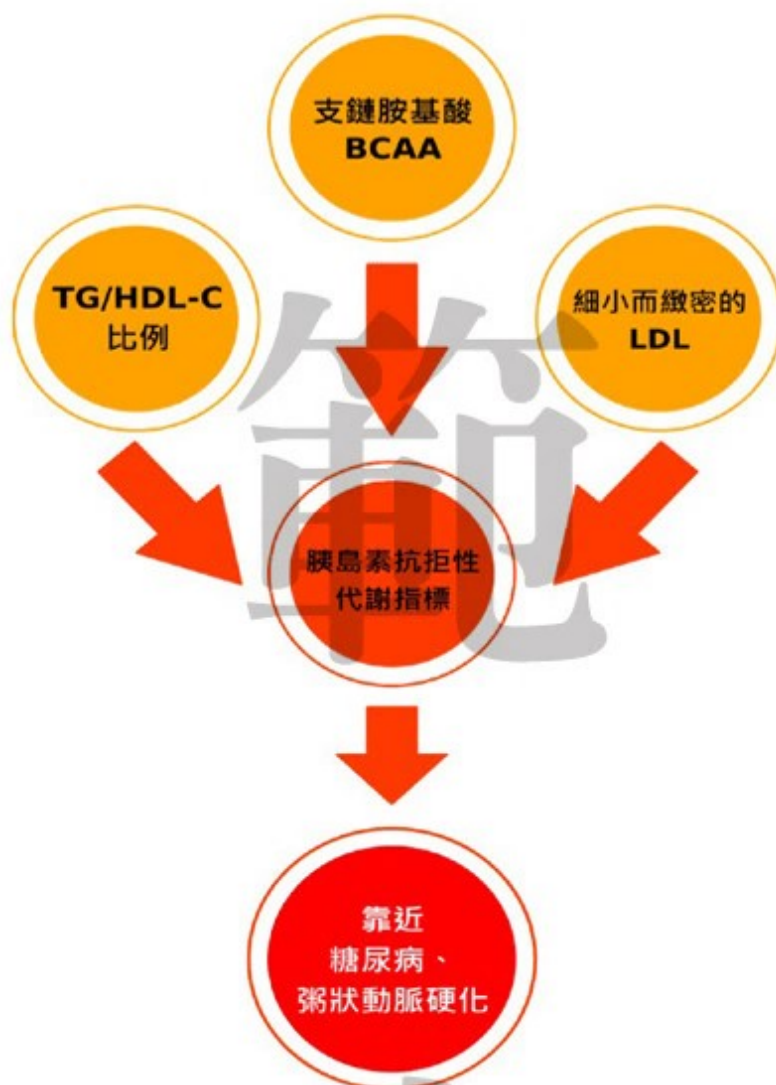 支鏈胺基酸
BCAA
TG/HDL-C
比例
細小而緻密的
LDL
範
胰島素抗拒性
代謝指標
靠近
糖尿病、
粥狀動脈硬化